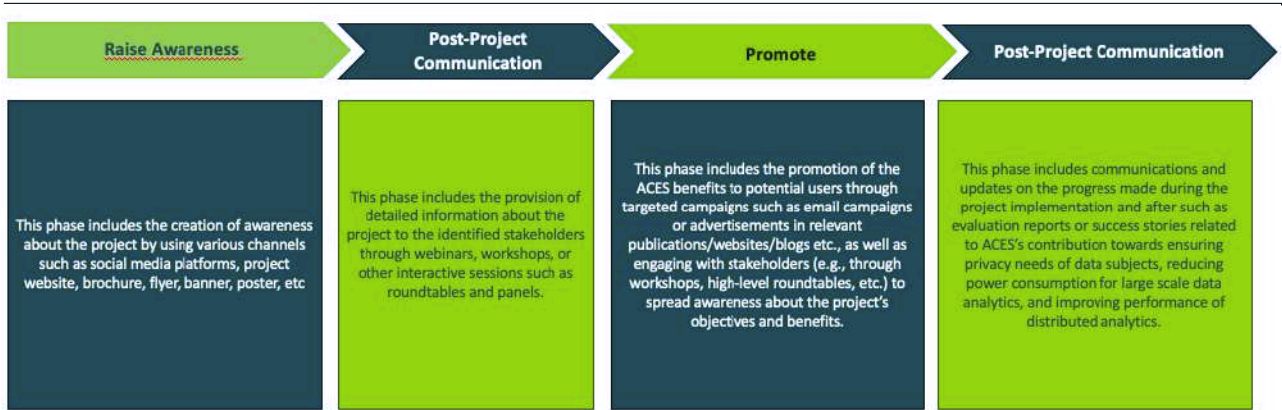 Raise Awareness
Post-Project
Communication
Promote
Post-Project Communication
This phase includes the creation of awareness
about the project by using various channels
such as social media platforms, project
website, brochure, flyer, banner, poster, etc
This phase includes the provision of
detailed information about the
project to the identified stakeholders
through webinars, workshops, or
other interactive sessions such as
roundtables and panels.
This phase includes the promotion of the
ACES benefits to potential users through
targeted campaigns such as email campaigns
or advertisements in relevant
publications/websites/blogs etc., as well as
engaging with stakeholders (e.g., through
workshops, high-level roundtables, etc.) to
spread awareness about the project's
objectives and benefits.
This phase includes communications and
updates on the progress made during the
project implementation and after such as
evaluation reports or success stories related
to ACES's contribution towards ensuring
privacy needs of data subjects, reducing
power consumption for large scale data
analytics, and improving performance of
distributed analytics.